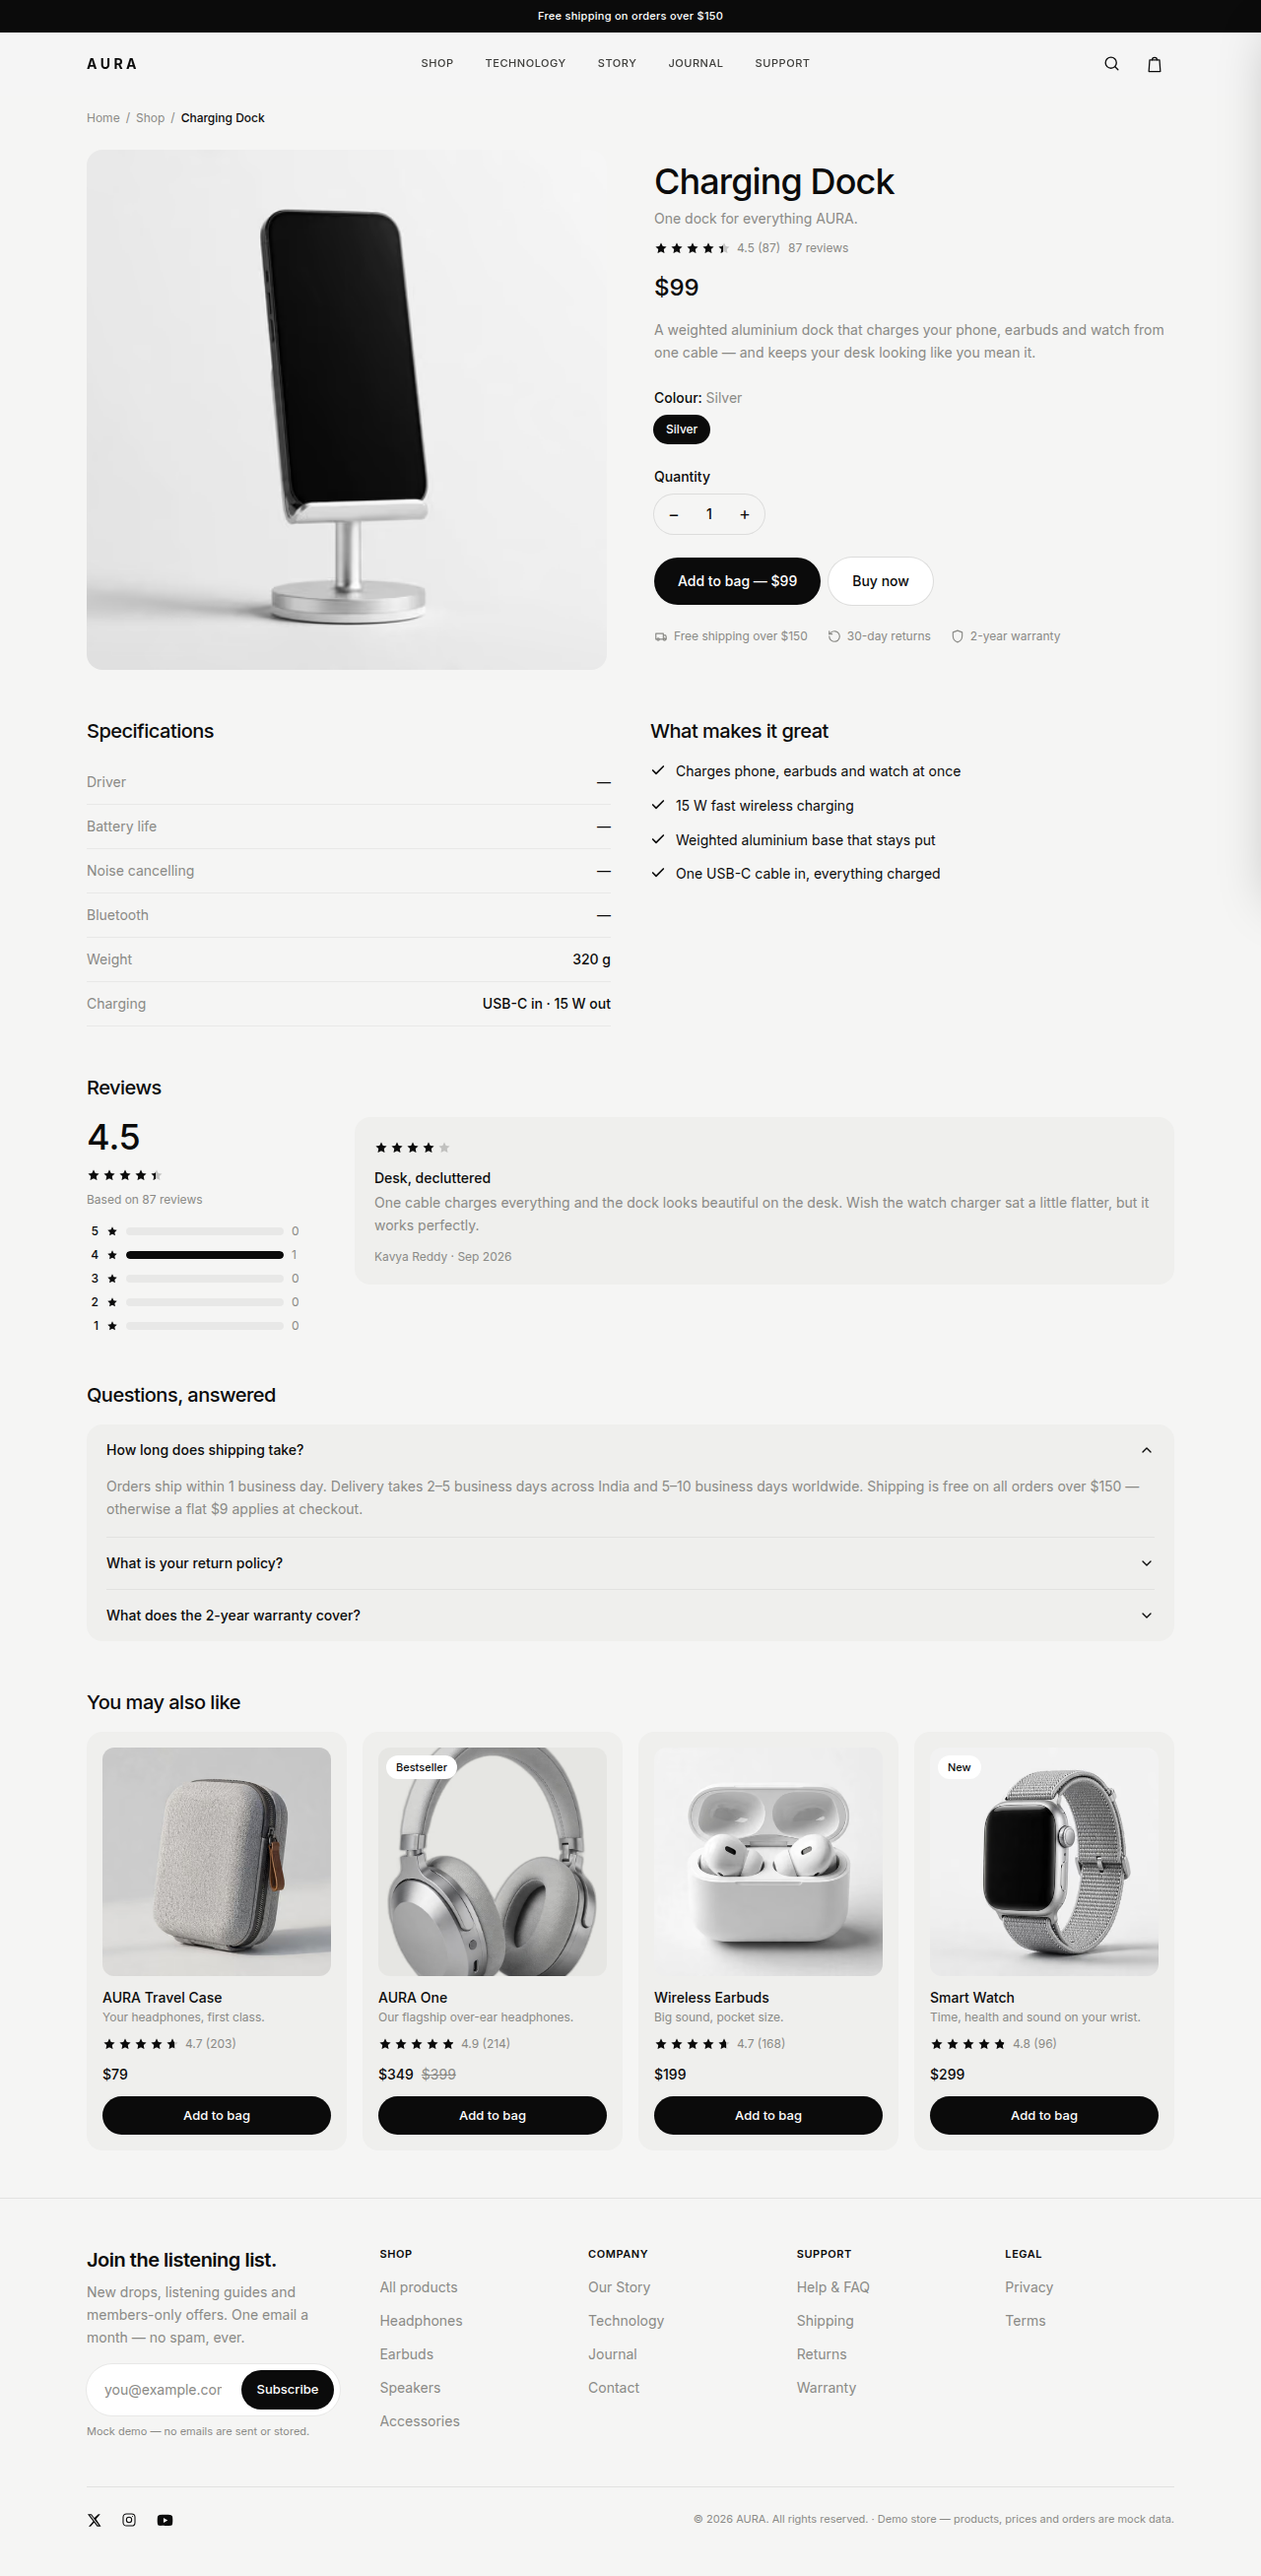 Free shipping on orders over $150
AURA
SHOP TECHNOLOGY STORY JOURNAL SUPPORT
Home / Shop / Charging Dock
Charging Dock
One dock for everything AURA.
4.5 (87) 87 reviews
$99
A weighted aluminium dock that charges your phone, earbuds and watch from
one cable — and keeps your desk looking like you mean it.
Colour: Silver
Silver
Quantity
− 1 +
Add to bag — $99 Buy now
Free shipping over $150 30-day returns 2-year warranty
Specifications
Driver —
Battery life —
Noise cancelling —
Bluetooth —
Weight 320 g
Charging USB-C in · 15 W out
What makes it great
Charges phone, earbuds and watch at once
15 W fast wireless charging
Weighted aluminium base that stays put
One USB-C cable in, everything charged
Reviews
4.5
Based on 87 reviews
5 0
4 1
3 0
2 0
1 0
Desk, decluttered
One cable charges everything and the dock looks beautiful on the desk. Wish the watch charger sat a little flatter, but it
works perfectly.
Kavya Reddy · Sep 2026
Questions, answered
How long does shipping take?
Orders ship within 1 business day. Delivery takes 2–5 business days across India and 5–10 business days worldwide. Shipping is free on all orders over $150 —
otherwise a flat $9 applies at checkout.
What is your return policy?
What does the 2-year warranty cover?
You may also like
AURA Travel Case
Your headphones, first class.
4.7 (203)
$79
Add to bag
Bestseller
AURA One
Our flagship over-ear headphones.
4.9 (214)
$349 $399
Add to bag
Wireless Earbuds
Big sound, pocket size.
4.7 (168)
$199
Add to bag
New
Smart Watch
Time, health and sound on your wrist.
4.8 (96)
$299
Add to bag
Join the listening list.
New drops, listening guides and
members-only offers. One email a
month — no spam, ever.
you@example.cor Subscribe
Mock demo — no emails are sent or stored.
SHOP
All products
Headphones
Earbuds
Speakers
Accessories
COMPANY
Our Story
Technology
Journal
Contact
SUPPORT
Help & FAQ
Shipping
Returns
Warranty
LEGAL
Privacy
Terms
© 2026 AURA. All rights reserved. · Demo store — products, prices and orders are mock data.